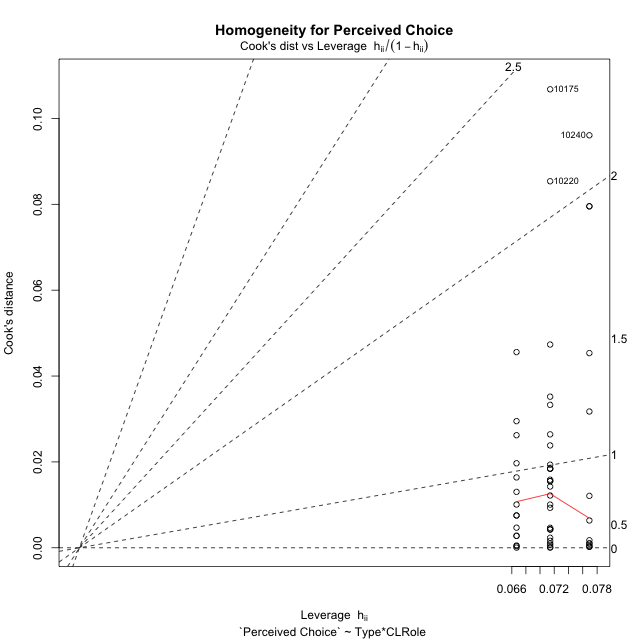 Homogeneity for Perceived Choice
Cook's dist vs Leverage hii/(1 − hii)
2.5
10175
10240
10220
2
1.5
1
0.5
0
0.10
0.08
0.06
0.04
0.02
0.00
Cook's distance
0.066 0.072 0.078
Leverage hii
`Perceived Choice` ~ Type*CLRole